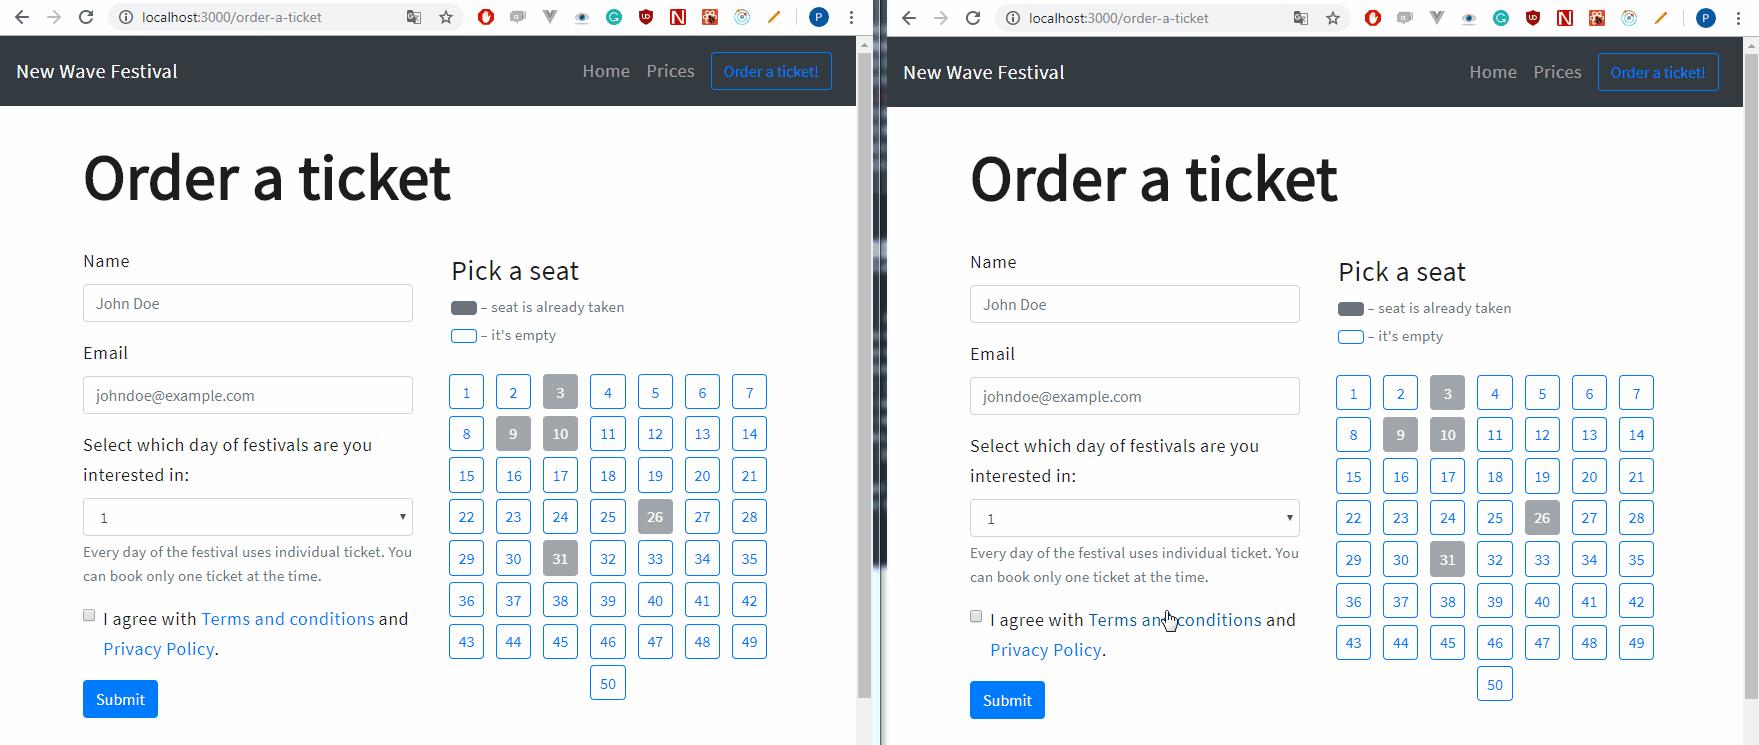 localhost:3000/order-a-ticket
P
New Wave Festival
Home Prices Order a ticket!
Order a ticket
Name
John Doe
Email
johndoe@example.com
Select which day of festivals are you
interested in:
1
Every day of the festival uses individual ticket. You
can book only one ticket at the time.
I agree with Terms and conditions and
Privacy Policy.
Submit
Pick a seat
– seat is already taken
– it's empty
1 2 3 4 5 6 7
8 9 10 11 12 13 14
15 16 17 18 19 20 21
22 23 24 25 26 27 28
29 30 31 32 33 34 35
36 37 38 39 40 41 42
43 44 45 46 47 48 49
50
localhost:3000/order-a-ticket
P
New Wave Festival
Home Prices Order a ticket!
Order a ticket
Name
John Doe
Email
johndoe@example.com
Select which day of festivals are you
interested in:
1
Every day of the festival uses individual ticket. You
can book only one ticket at the time.
I agree with Terms and conditions and
Privacy Policy.
Submit
Pick a seat
– seat is already taken
– it's empty
1 2 3 4 5 6 7
8 9 10 11 12 13 14
15 16 17 18 19 20 21
22 23 24 25 26 27 28
29 30 31 32 33 34 35
36 37 38 39 40 41 42
43 44 45 46 47 48 49
50